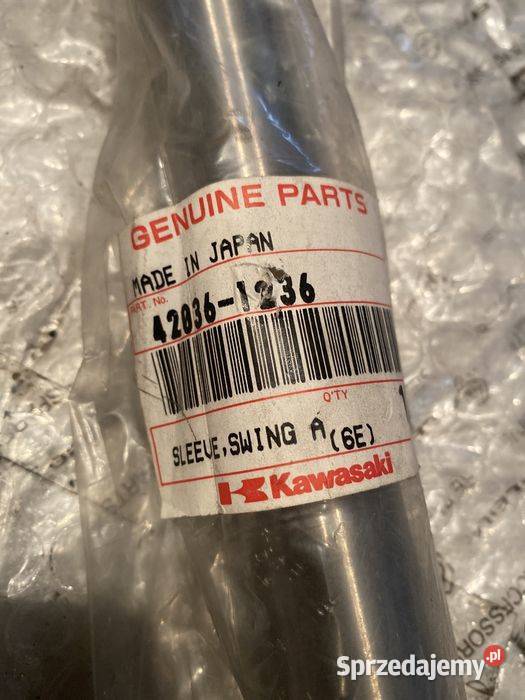 GENUINE PARTS
MADE IN JAPAN
PART. No.
42036-1236
Q'TY
SLEEVE,SWING A(6E)
Kawasaki
Sprzedajemy.pl